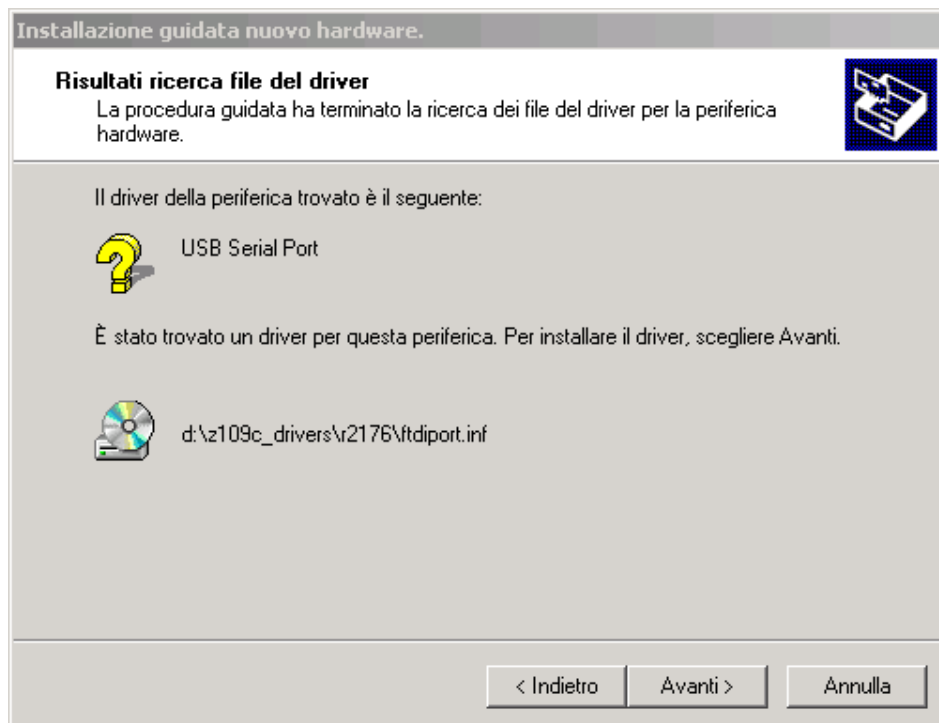 Installazione guidata nuovo hardware.
Risultati ricerca file del driver
La procedura guidata ha terminato la ricerca dei file del driver per la periferica
hardware.
Il driver della periferica trovato è il seguente:
USB Serial Port
È stato trovato un driver per questa periferica. Per installare il driver, scegliere Avanti.
d:\z109c_drivers\r2176\ftdiport.inf
< Indietro
Avanti >
Annulla